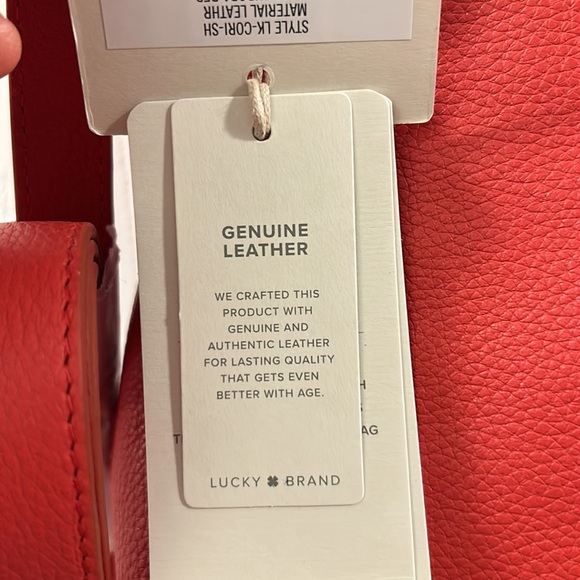 STYLE LK-CORI-SH
MATERIAL LEATHR
GENUINE
LEATHER
WE CRAFTED THIS
PRODUCT WITH
GENUINE AND
AUTHENTIC LEATHER
FOR LASTING QUALITY
THAT GETS EVEN
BETTER WITH AGE.
LUCKY BRAND